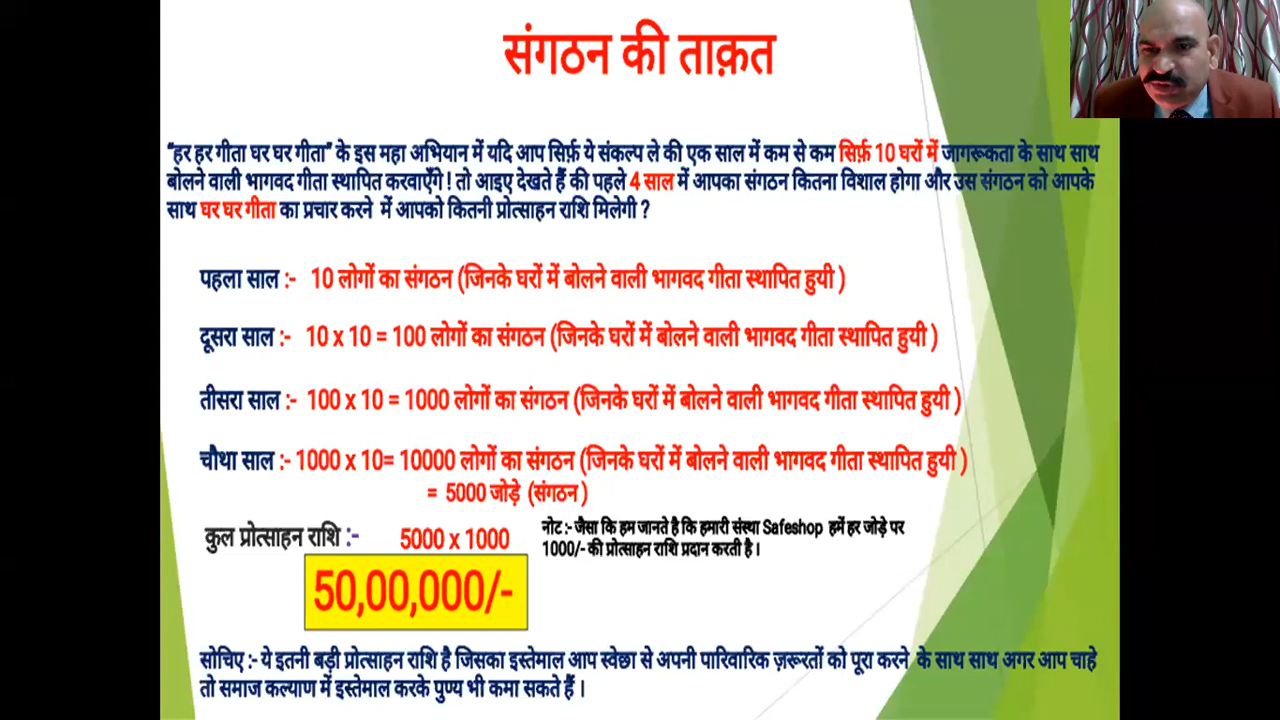 संगठन की ताक़त
“हर हर गीता घर घर गीता” के इस महा अभियान में यदि आप सिर्फ़ ये संकल्प ले की एक साल में कम से कम सिर्फ़ 10 घरों में जागरूकता के साथ साथ
बोलने वाली भागवद गीता स्थापित करवाएँगे ! तो आइए देखते हैं की पहले 4 साल में आपका संगठन कितना विशाल होगा और उस संगठन को आपके
साथ घर घर गीता का प्रचार करने में आपको कितनी प्रोत्साहन राशि मिलेगी ?
पहला साल :- 10 लोगों का संगठन (जिनके घरों में बोलने वाली भागवद गीता स्थापित हुयी )
दूसरा साल :- 10 x 10 = 100 लोगों का संगठन (जिनके घरों में बोलने वाली भागवद गीता स्थापित हुयी )
तीसरा साल :- 100 x 10 = 1000 लोगों का संगठन (जिनके घरों में बोलने वाली भागवद गीता स्थापित हुयी )
चौथा साल :- 1000 x 10= 10000 लोगों का संगठन (जिनके घरों में बोलने वाली भागवद गीता स्थापित हुयी )
= 5000 जोड़े (संगठन )
कुल प्रोत्साहन राशि :- 5000 x 1000
नोट :- जैसा कि हम जानते है कि हमारी संस्था Safeshop हमें हर जोड़े पर
1000/- की प्रोत्साहन राशि प्रदान करती है ।
50,00,000/-
सोचिए :- ये इतनी बड़ी प्रोत्साहन राशि है जिसका इस्तेमाल आप स्वेछा से अपनी पारिवारिक ज़रूरतों को पूरा करने के साथ साथ अगर आप चाहे
तो समाज कल्याण में इस्तेमाल करके पुण्य भी कमा सकते हैं ।